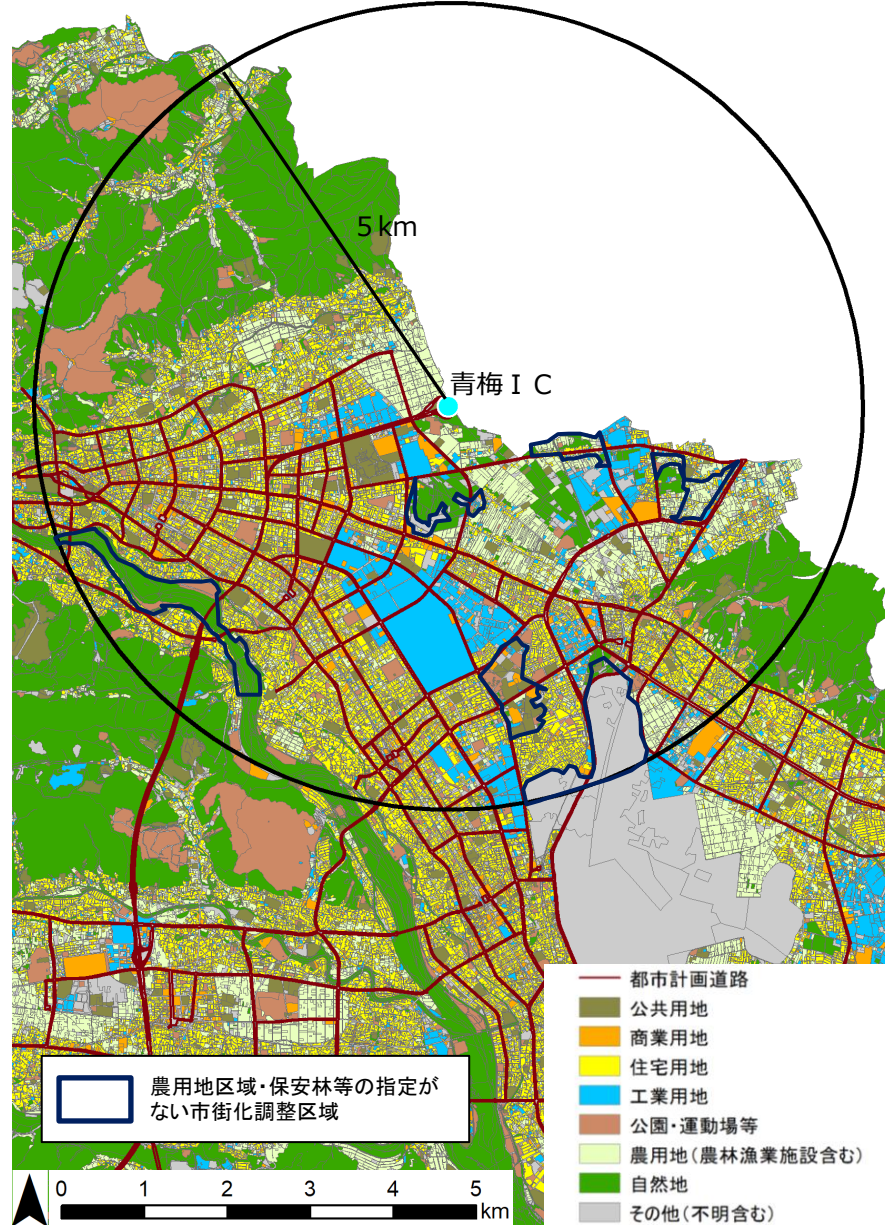 5km
青梅IC
都市計画道路
公共用地
商業用地
住宅用地
工業用地
公園・運動場等
農用地(農林漁業施設含む)
自然地
その他(不明含む)
農用地区域・保安林等の指定が
ない市街化調整区域
0 1 2 3 4 5
km